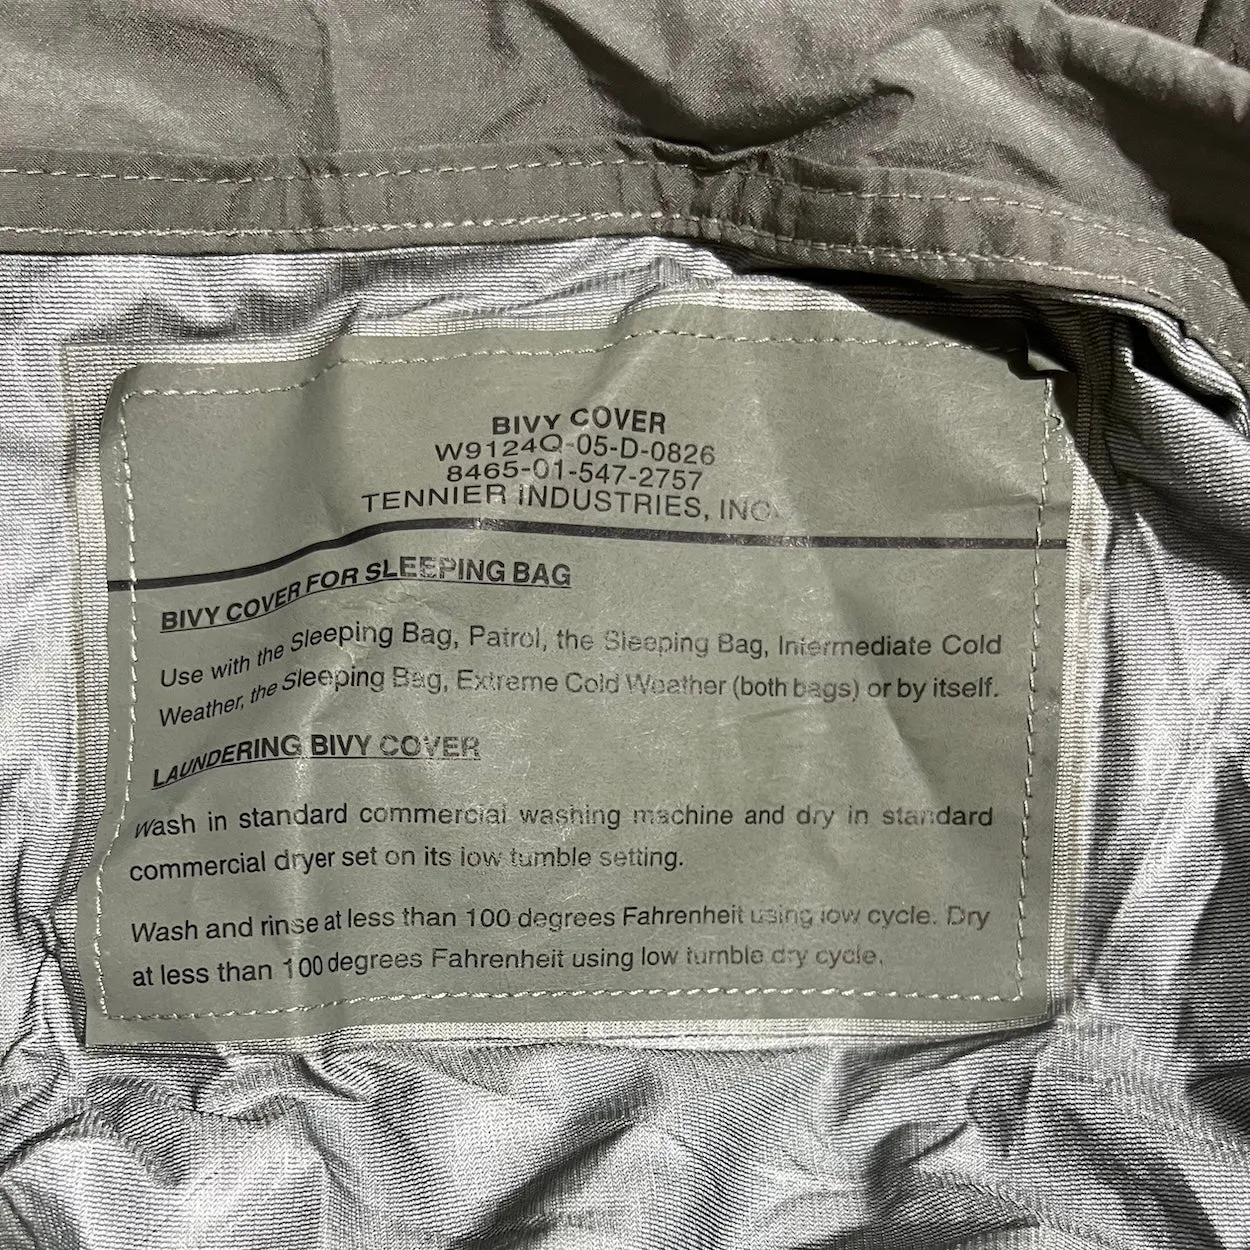 BIVY COVER
W9124Q-05-D-0826
8465-01-547-2757
TENNIER INDUSTRIES, INC.
BIVY COVER FOR SLEEPING BAG
Use with the Sleeping Bag, Patrol, the Sleeping Bag, Intermediate Cold
Weather, the Sleeping Bag, Extreme Cold Weather (both bags) or by itself.
LAUNDERING BIVY COVER
Wash in standard commercial washing machine and dry in standard
commercial dryer set on its low tumble setting.
Wash and rinse at less than 100 degrees Fahrenheit using low cycle. Dry
at less than 100 degrees Fahrenheit using low tumble dry cycle.